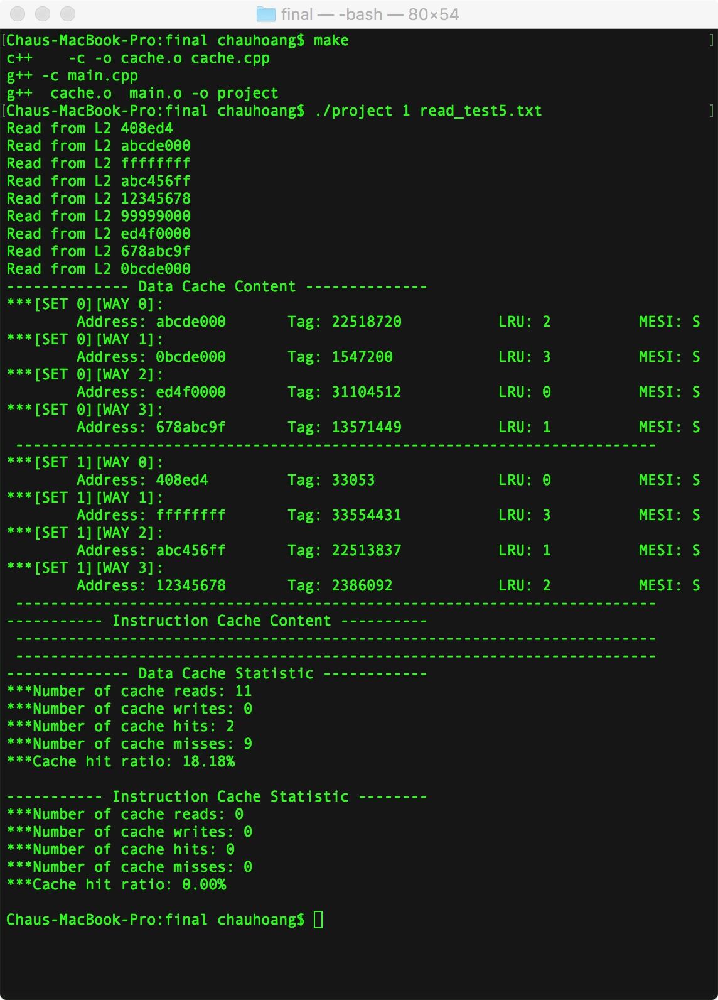 final — -bash — 80×54
[Chaus-MacBook-Pro:final chauhoang$ make ]
c++    -c -o cache.o cache.cpp
g++ -c main.cpp
g++  cache.o  main.o -o project
[Chaus-MacBook-Pro:final chauhoang$ ./project 1 read_test5.txt ]
Read from L2 408ed4
Read from L2 abcde000
Read from L2 ffffffff
Read from L2 abc456ff
Read from L2 12345678
Read from L2 99999000
Read from L2 ed4f0000
Read from L2 678abc9f
Read from L2 0bcde000
-------------- Data Cache Content --------------
***[SET 0][WAY 0]:
        Address: abcde000       Tag: 22518720           LRU: 2          MESI: S
***[SET 0][WAY 1]:
        Address: 0bcde000       Tag: 1547200            LRU: 3          MESI: S
***[SET 0][WAY 2]:
        Address: ed4f0000       Tag: 31104512           LRU: 0          MESI: S
***[SET 0][WAY 3]:
        Address: 678abc9f       Tag: 13571449           LRU: 1          MESI: S
 -------------------------------------------------------------------------
***[SET 1][WAY 0]:
        Address: 408ed4         Tag: 33053              LRU: 0          MESI: S
***[SET 1][WAY 1]:
        Address: ffffffff       Tag: 33554431           LRU: 3          MESI: S
***[SET 1][WAY 2]:
        Address: abc456ff       Tag: 22513837           LRU: 1          MESI: S
***[SET 1][WAY 3]:
        Address: 12345678       Tag: 2386092            LRU: 2          MESI: S
 -------------------------------------------------------------------------
----------- Instruction Cache Content ----------
 -------------------------------------------------------------------------
 -------------------------------------------------------------------------
-------------- Data Cache Statistic ------------
***Number of cache reads: 11
***Number of cache writes: 0
***Number of cache hits: 2
***Number of cache misses: 9
***Cache hit ratio: 18.18%
----------- Instruction Cache Statistic --------
***Number of cache reads: 0
***Number of cache writes: 0
***Number of cache hits: 0
***Number of cache misses: 0
***Cache hit ratio: 0.00%
Chaus-MacBook-Pro:final chauhoang$